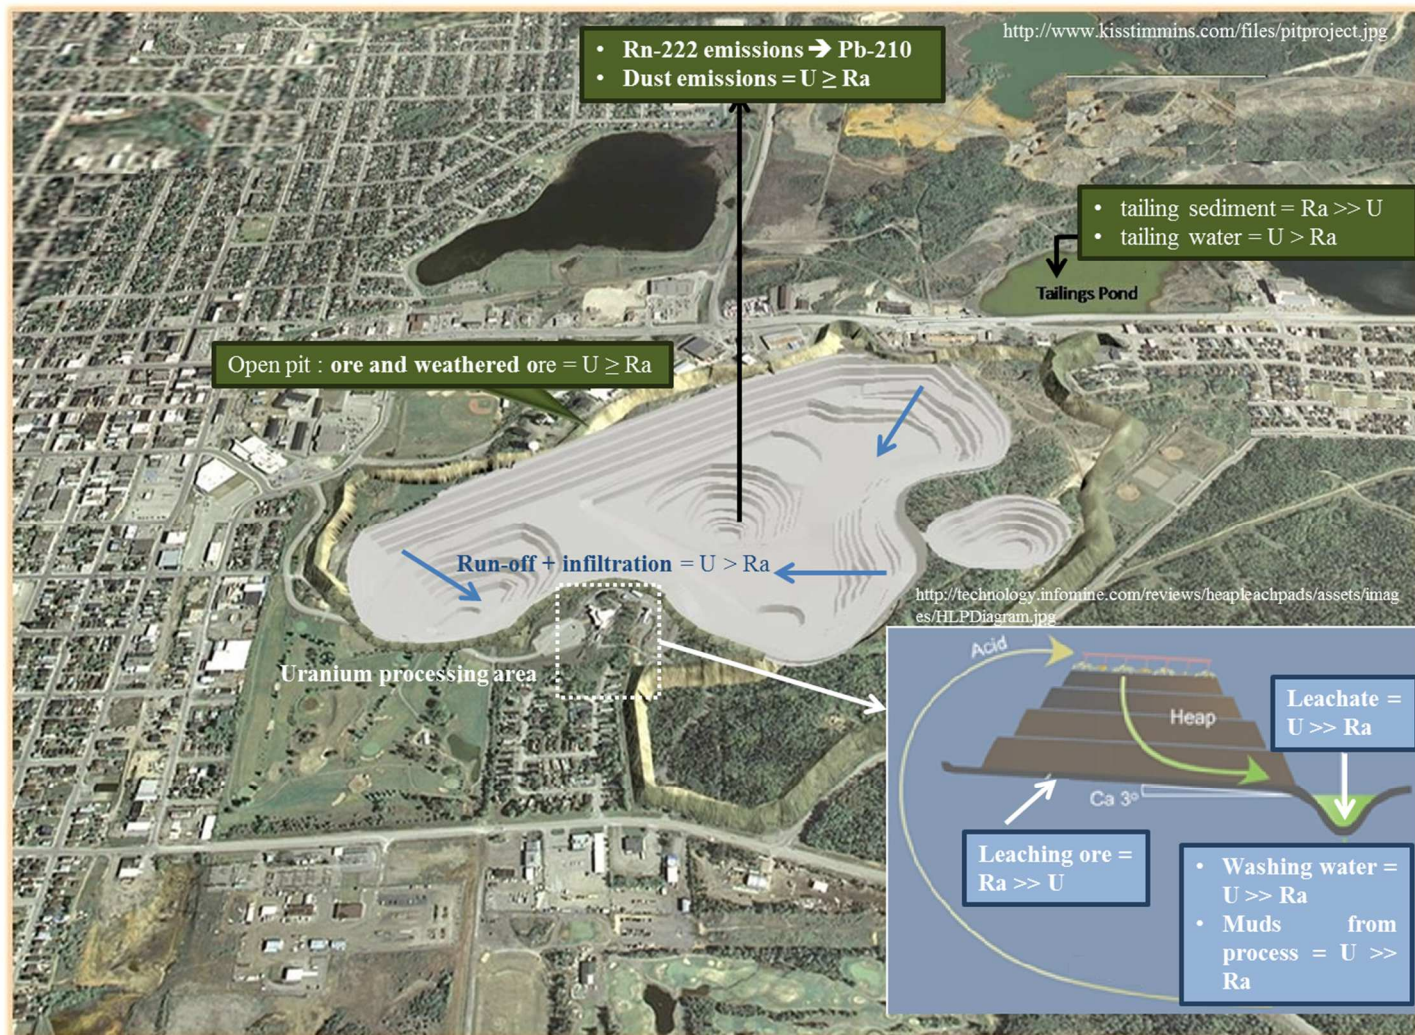 http://www.kisstimmins.com/files/pitproject.jpg
• Rn-222 emissions ➔ Pb-210
• Dust emissions = U ≥ Ra
• tailing sediment = Ra >> U
• tailing water = U > Ra
Tailings Pond
Open pit : ore and weathered ore = U ≥ Ra
Run-off + infiltration = U > Ra
Uranium processing area
http://technology.infomine.com/reviews/heapleachpads/assets/imag
es/HLPDiagram.jpg
Acid
Heap
Leachate =
U >> Ra
Ca 3º
Leaching ore =
Ra >> U
• Washing water =
U >> Ra
• Muds from
process = U >>
Ra